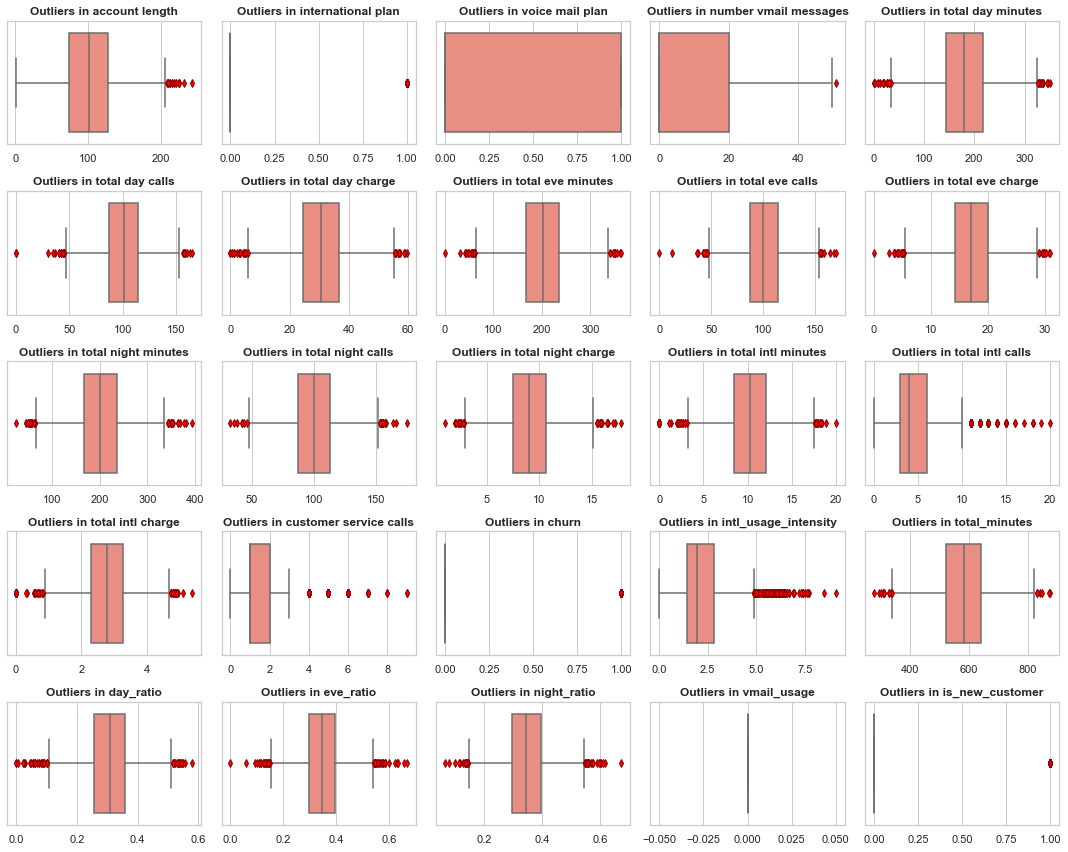 Outliers in account length
Outliers in international plan
Outliers in voice mail plan
Outliers in number vmail messages
Outliers in total day minutes
0 100 200
0.00 0.25 0.50 0.75 1.00
0.00 0.25 0.50 0.75 1.00
0 20 40
0 100 200 300
Outliers in total day calls
Outliers in total day charge
Outliers in total eve minutes
Outliers in total eve calls
Outliers in total eve charge
0 50 100 150
0 20 40 60
0 100 200 300
0 50 100 150
0 10 20 30
Outliers in total night minutes
Outliers in total night calls
Outliers in total night charge
Outliers in total intl minutes
Outliers in total intl calls
100 200 300 400
50 100 150
5 10 15
0 5 10 15 20
0 5 10 15 20
Outliers in total intl charge
Outliers in customer service calls
Outliers in churn
Outliers in intl_usage_intensity
Outliers in total_minutes
0 2 4
0 2 4 6 8
0.00 0.25 0.50 0.75 1.00
0.0 2.5 5.0 7.5
400 600 800
Outliers in day_ratio
Outliers in eve_ratio
Outliers in night_ratio
Outliers in vmail_usage
Outliers in is_new_customer
0.0 0.2 0.4 0.6
0.0 0.2 0.4 0.6
0.2 0.4 0.6
−0.050 −0.025 0.000 0.025 0.050
0.00 0.25 0.50 0.75 1.00